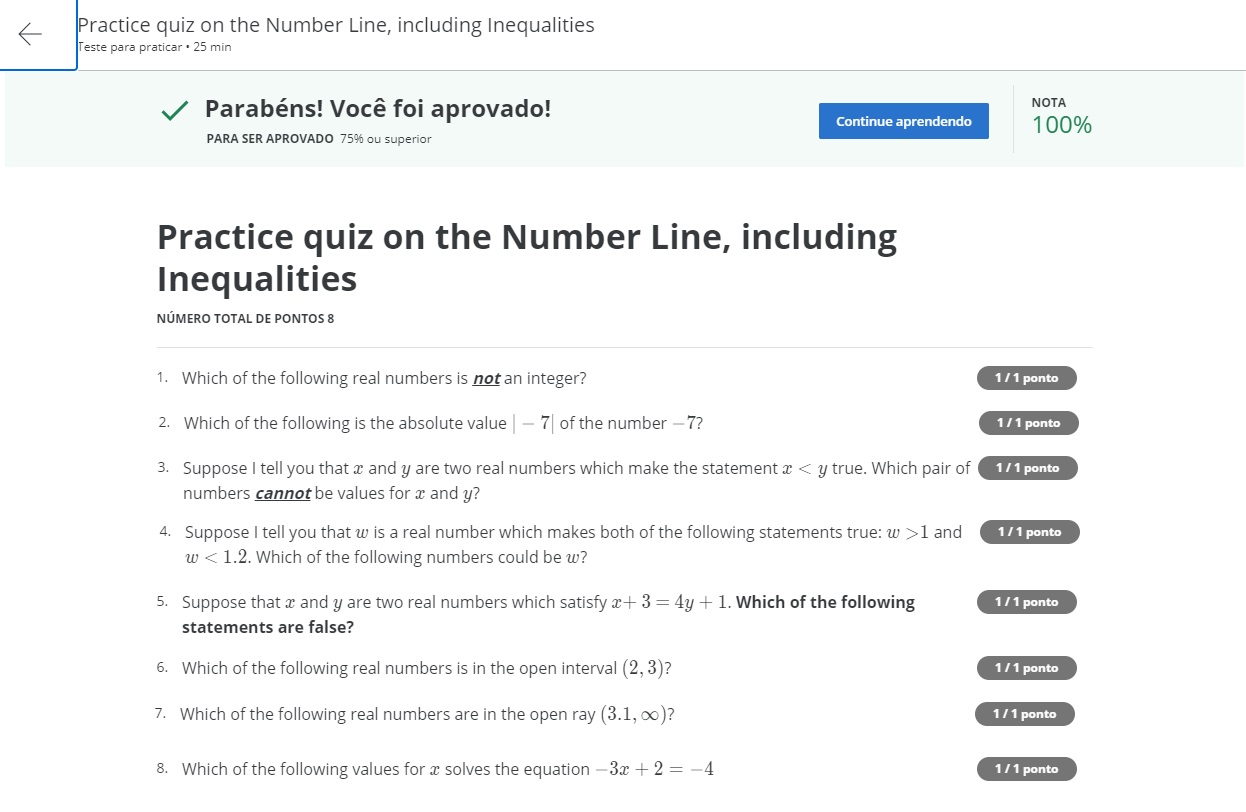 Practice quiz on the Number Line, including Inequalities
Teste para praticar • 25 min
Parabéns! Você foi aprovado!
PARA SER APROVADO 75% ou superior
Continue aprendendo
NOTA
100%
Practice quiz on the Number Line, including
Inequalities
NÚMERO TOTAL DE PONTOS 8
1. Which of the following real numbers is not an integer? 1 / 1 ponto
2. Which of the following is the absolute value | − 7| of the number −7? 1 / 1 ponto
3. Suppose I tell you that x and y are two real numbers which make the statement x < y true. Which pair of 1 / 1 ponto
numbers cannot be values for x and y?
4. Suppose I tell you that w is a real number which makes both of the following statements true: w >1 and 1 / 1 ponto
w < 1.2. Which of the following numbers could be w?
5. Suppose that x and y are two real numbers which satisfy x+ 3 = 4y + 1. Which of the following 1 / 1 ponto
statements are false?
6. Which of the following real numbers is in the open interval (2, 3)? 1 / 1 ponto
7. Which of the following real numbers are in the open ray (3.1, ∞)? 1 / 1 ponto
8. Which of the following values for x solves the equation −3x + 2 = −4 1 / 1 ponto